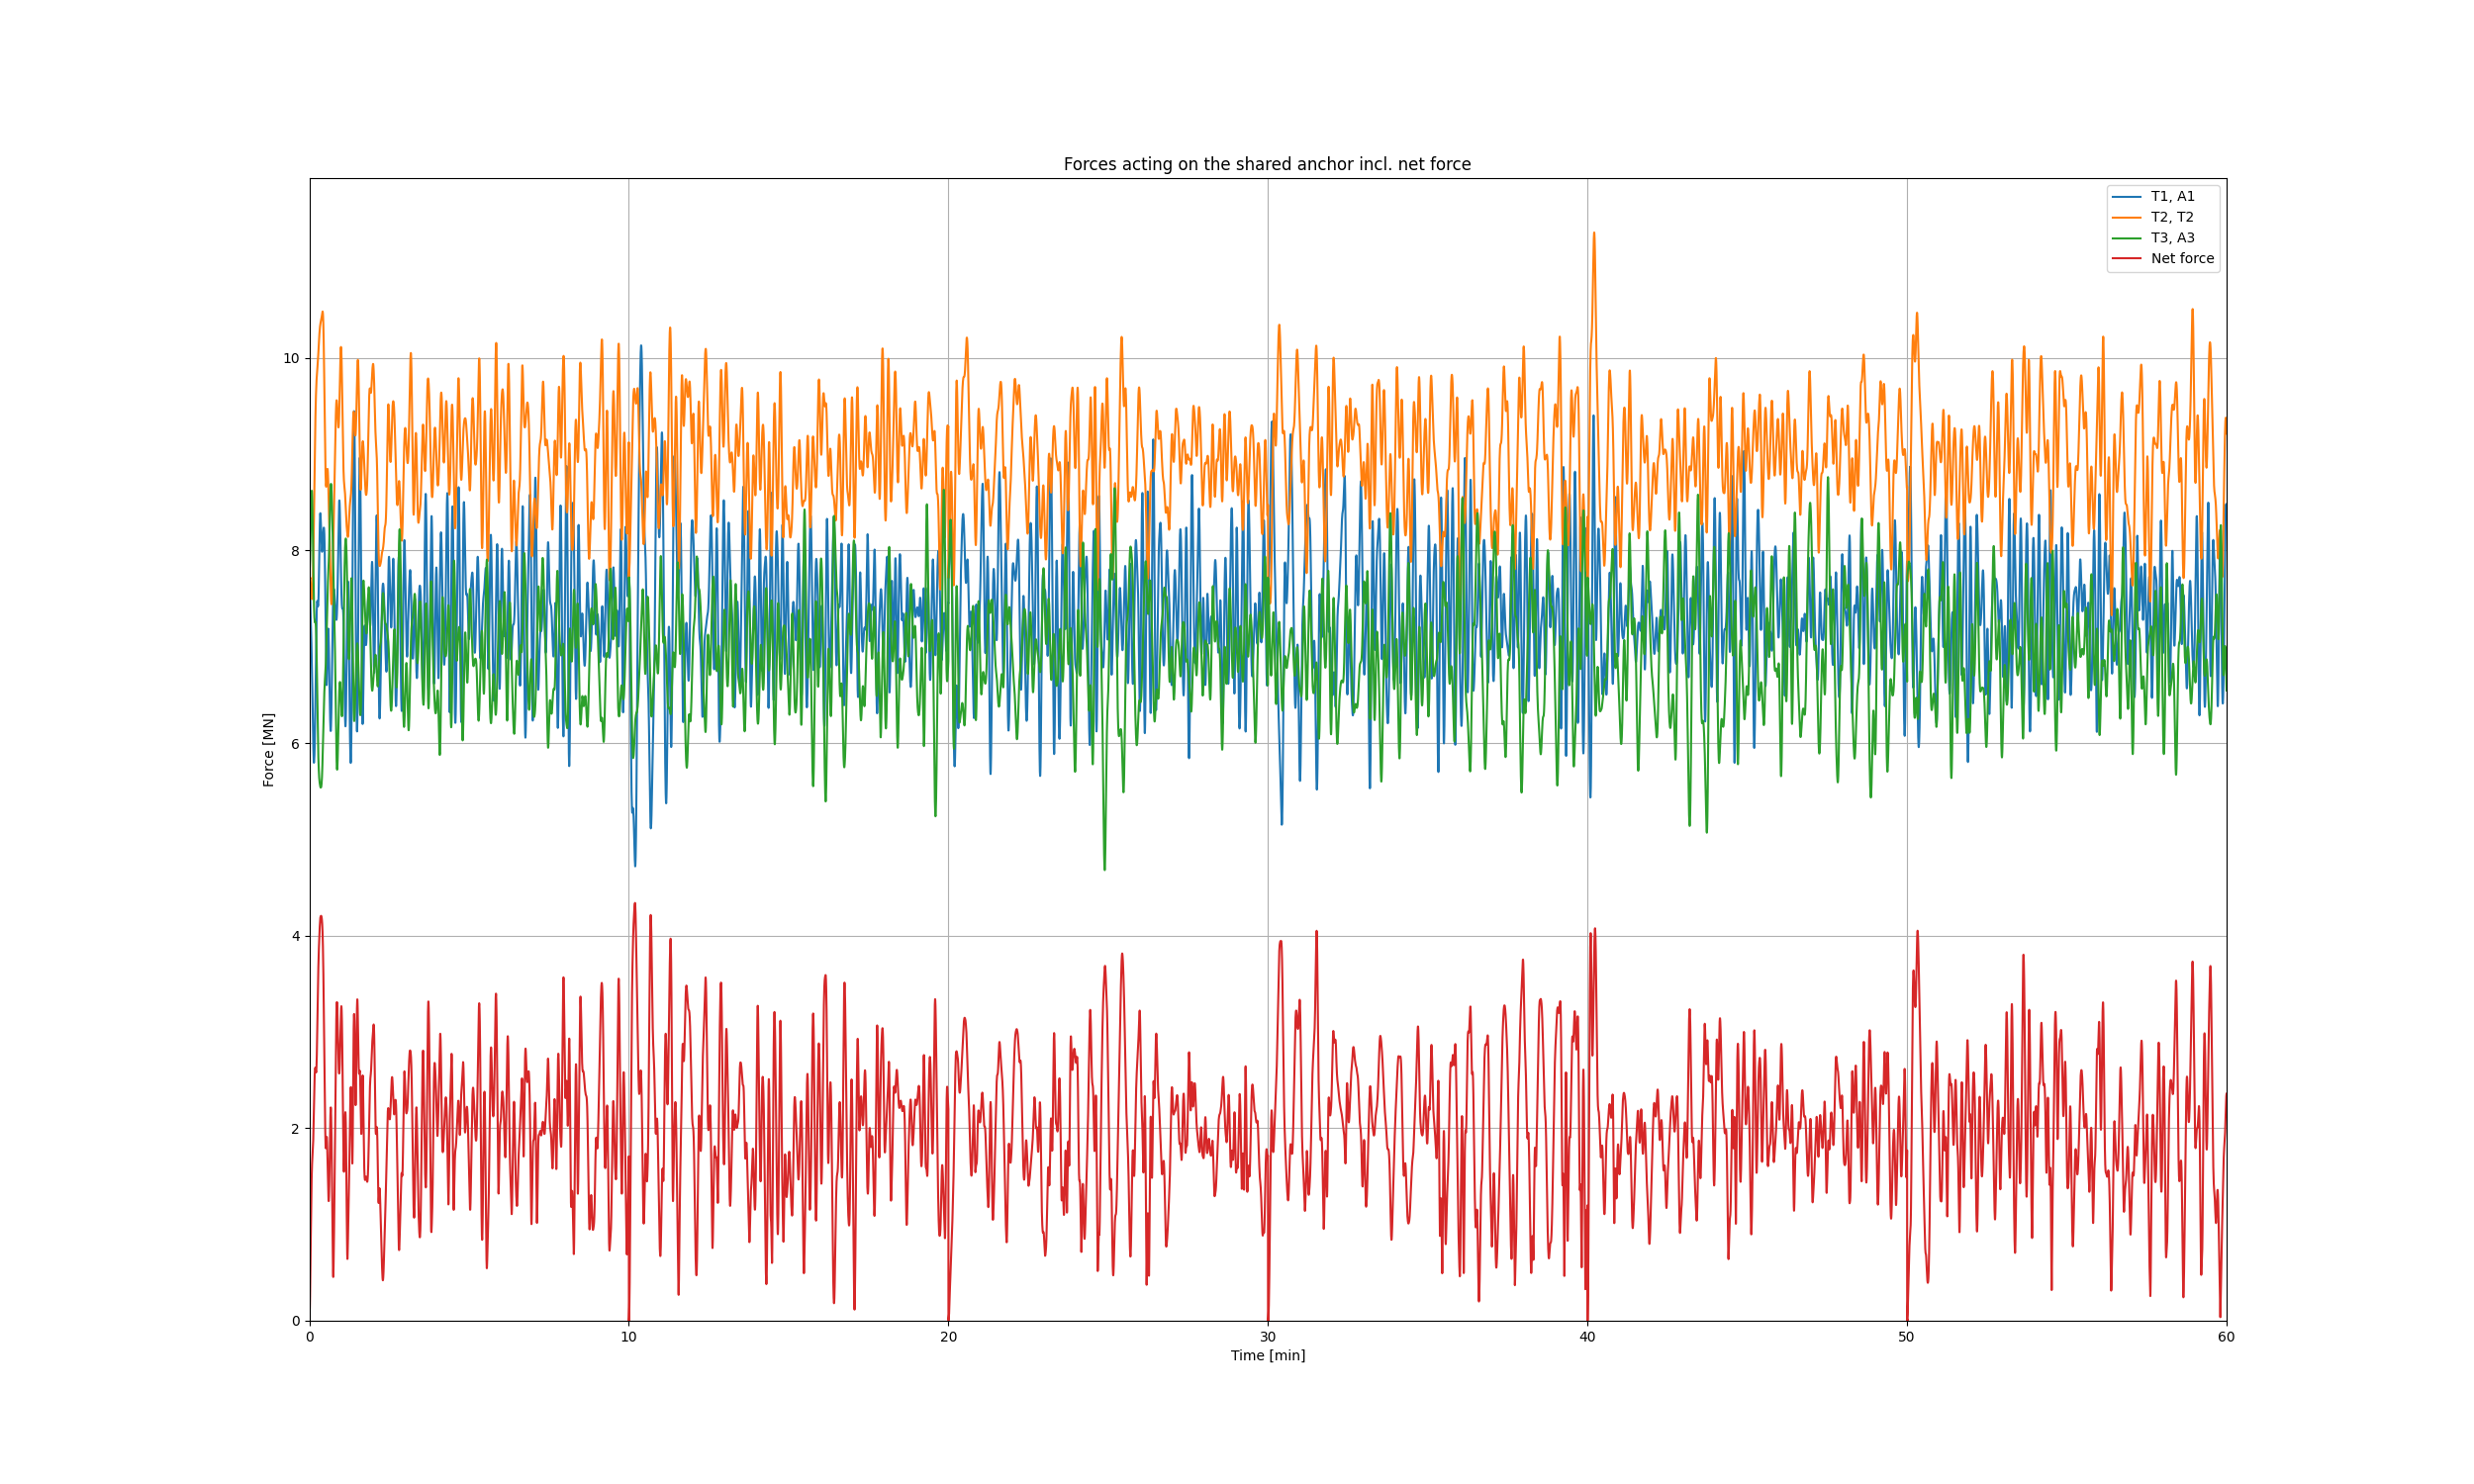 Forces acting on the shared anchor incl. net force
T1, A1
T2, T2
T3, A3
Net force
Force [MN]
10
8
6
4
2
0
0 10 20 30 40 50 60
Time [min]